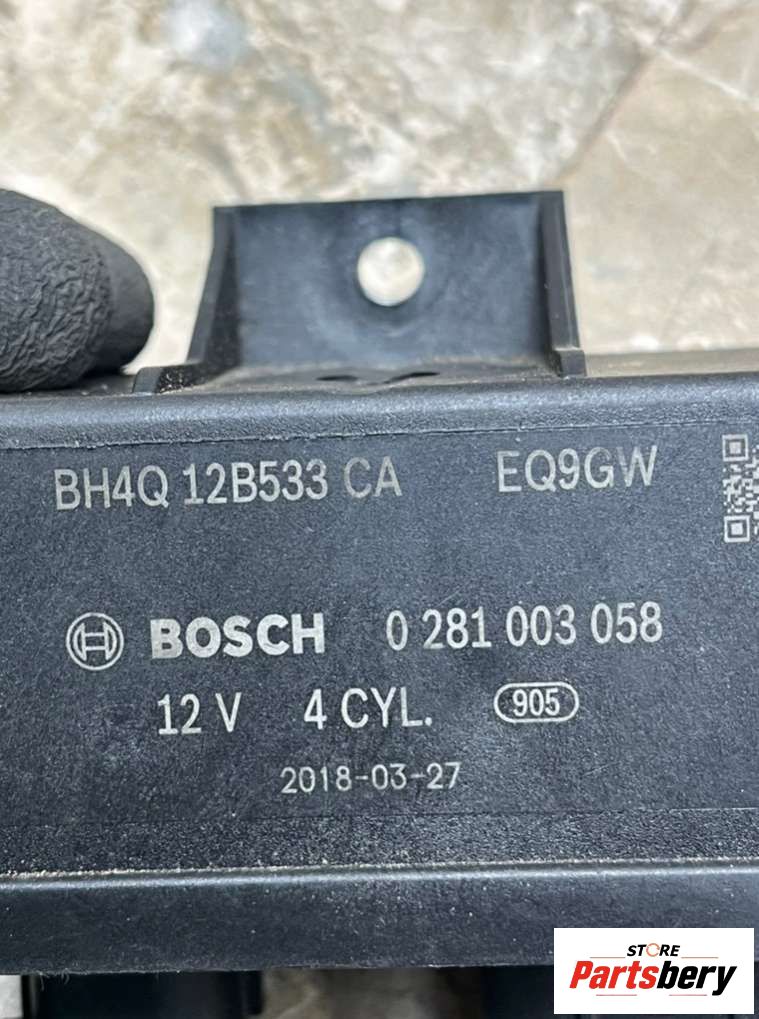 BH4Q 12B533 CA EQ9GW
BOSCH 0 281 003 058
12 V 4 CYL. 905
2018-03-27
STORE
Partsbery